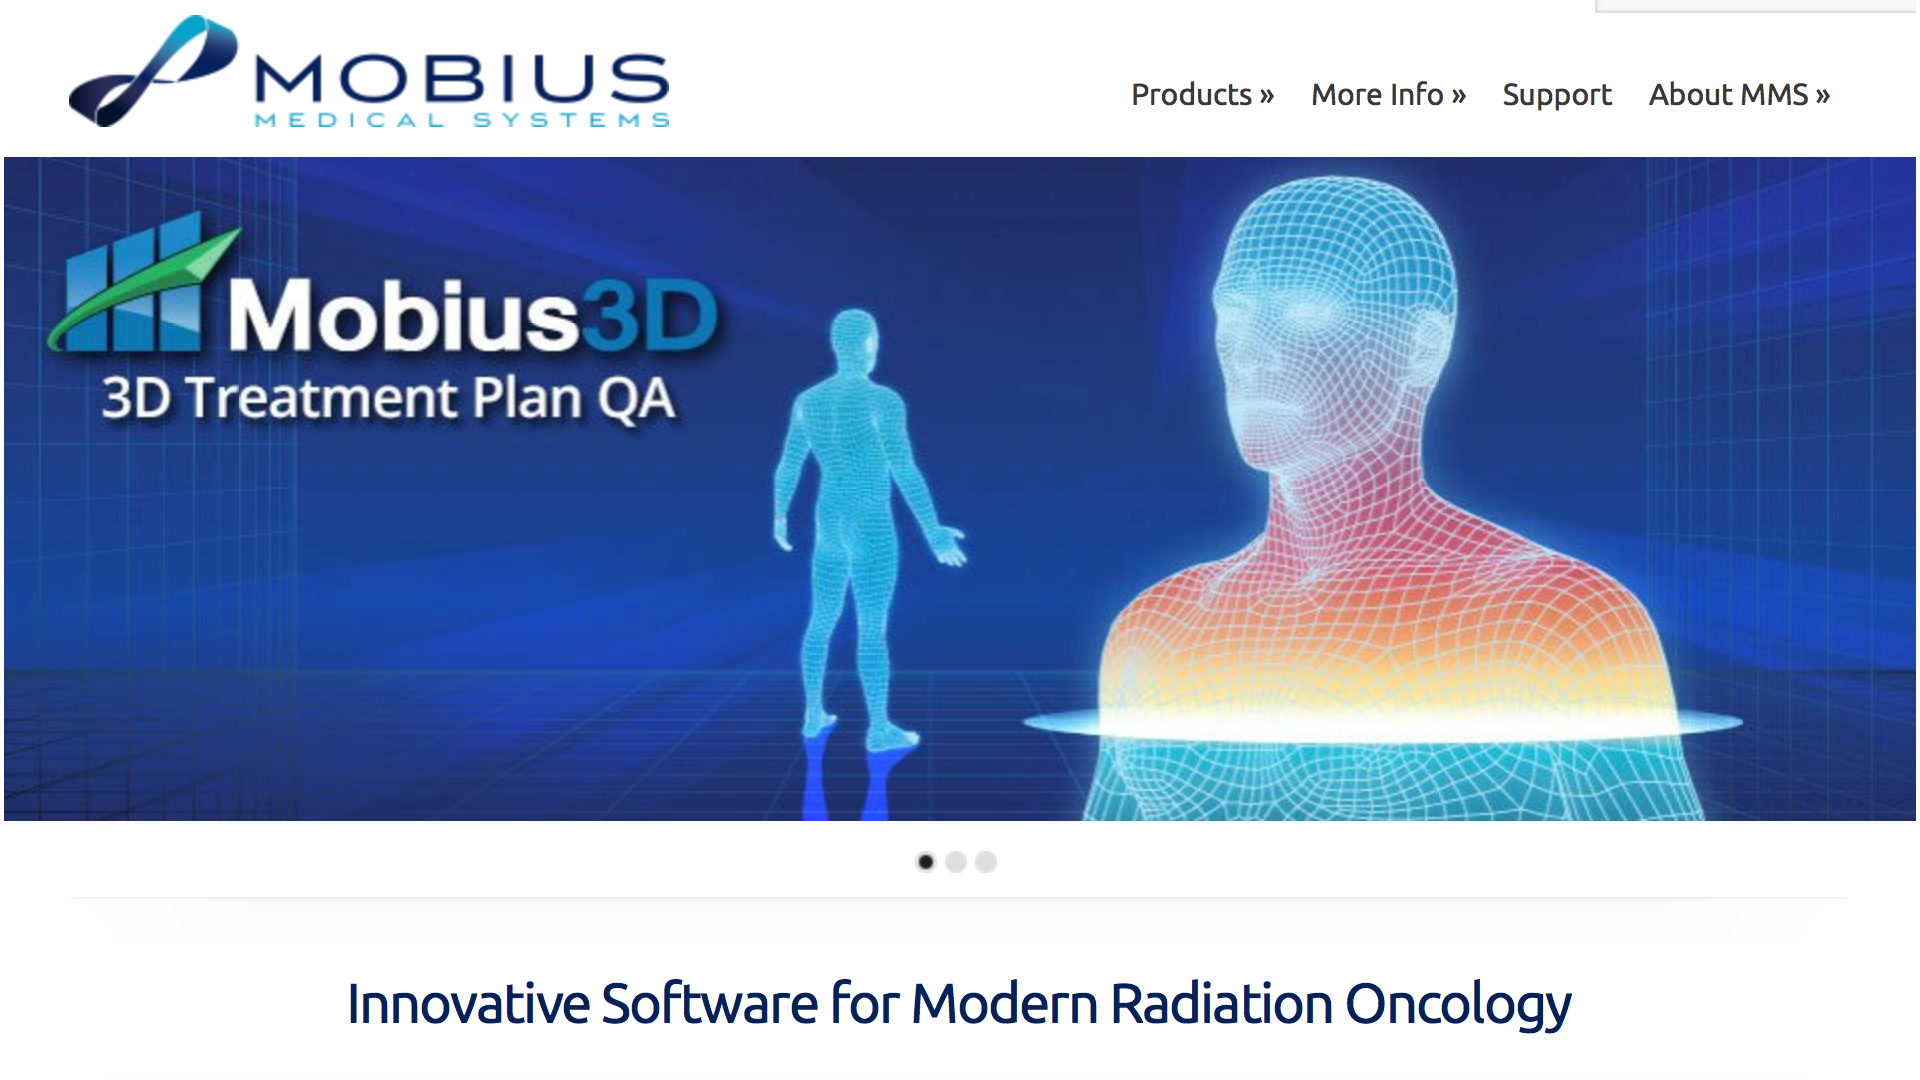 MOBIUS
MEDICAL SYSTEMS
Products » More Info » Support About MMS »
Mobius3D
3D Treatment Plan QA
Innovative Software for Modern Radiation Oncology